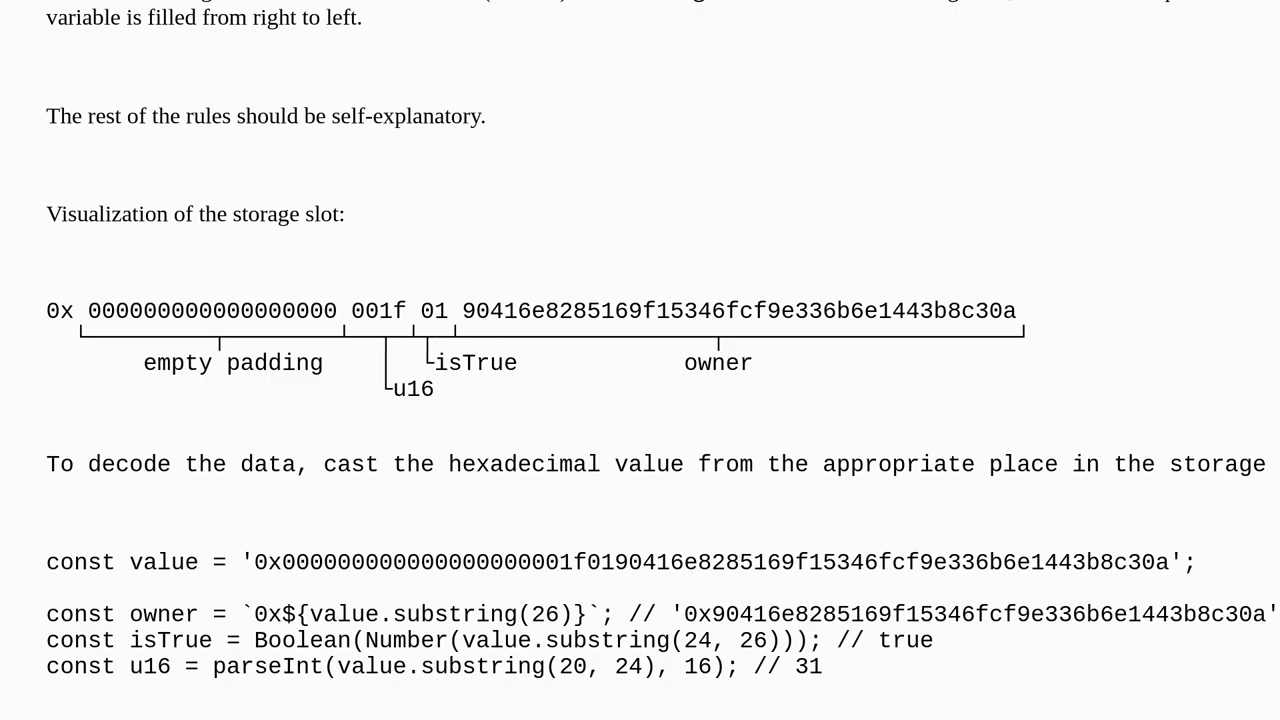 variable is filled from right to left.
The rest of the rules should be self-explanatory.
Visualization of the storage slot:
0x 000000000000000000 001f 01 90416e8285169f15346fcf9e336b6e1443b8c30a
empty padding isTrue owner
u16
To decode the data, cast the hexadecimal value from the appropriate place in the storage
const value = '0x000000000000000000001f0190416e8285169f15346fcf9e336b6e1443b8c30a';
const owner = `0x${value.substring(26)}`; // '0x90416e8285169f15346fcf9e336b6e1443b8c30a'
const isTrue = Boolean(Number(value.substring(24, 26))); // true
const u16 = parseInt(value.substring(20, 24), 16); // 31